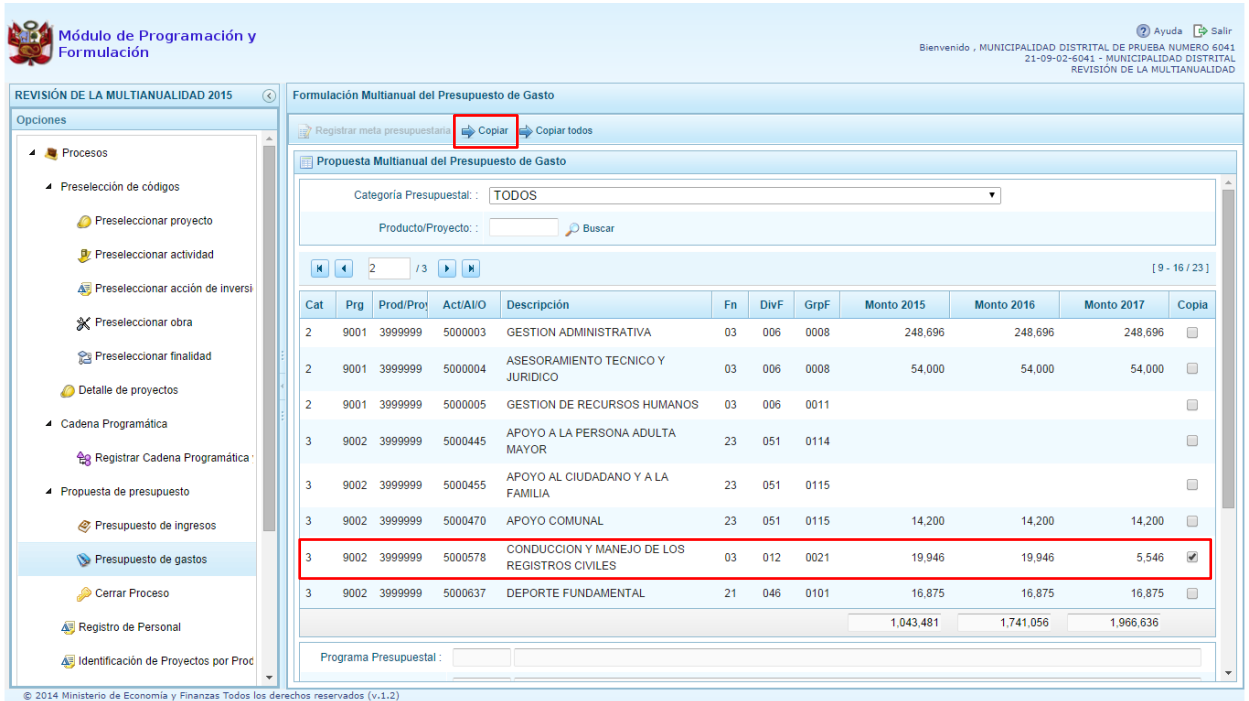 Módulo de Programación y
Formulación
Ayuda Salir
Bienvenido , MUNICIPALIDAD DISTRITAL DE PRUEBA NUMERO 6041
21-09-02-6041 - MUNICIPALIDAD DISTRITAL
REVISIÓN DE LA MULTIANUALIDAD
REVISIÓN DE LA MULTIANUALIDAD 2015
Opciones
Procesos
Preselección de códigos
Preseleccionar proyecto
Preseleccionar actividad
Preseleccionar acción de inversi
Preseleccionar obra
Preseleccionar finalidad
Detalle de proyectos
Cadena Programática
Registrar Cadena Programática
Propuesta de presupuesto
Presupuesto de ingresos
Presupuesto de gastos
Cerrar Proceso
Registro de Personal
Identificación de Proyectos por Prod
Formulación Multianual del Presupuesto de Gasto
Registrar meta presupuestaria Copiar Copiar todos
Propuesta Multianual del Presupuesto de Gasto
Categoría Presupuestal: : TODOS
Producto/Proyecto: : Buscar
2 / 3 [ 9 - 16 / 23 ]
Cat Prg Prod/Proy Act/AI/O Descripción Fn DivF GrpF Monto 2015 Monto 2016 Monto 2017 Copia
2 9001 3999999 5000003 GESTION ADMINISTRATIVA 03 006 0008 248,696 248,696 248,696
2 9001 3999999 5000004 ASESORAMIENTO TECNICO Y
JURIDICO 03 006 0008 54,000 54,000 54,000
2 9001 3999999 5000005 GESTION DE RECURSOS HUMANOS 03 006 0011
3 9002 3999999 5000445 APOYO A LA PERSONA ADULTA
MAYOR 23 051 0114
3 9002 3999999 5000455 APOYO AL CIUDADANO Y A LA
FAMILIA 23 051 0115
3 9002 3999999 5000470 APOYO COMUNAL 23 051 0115 14,200 14,200 14,200
3 9002 3999999 5000578 CONDUCCION Y MANEJO DE LOS
REGISTROS CIVILES 03 012 0021 19,946 19,946 5,546
3 9002 3999999 5000637 DEPORTE FUNDAMENTAL 21 046 0101 16,875 16,875 16,875
1,043,481 1,741,056 1,966,636
Programa Presupuestal :
© 2014 Ministerio de Economía y Finanzas Todos los derechos reservados (v.1.2)